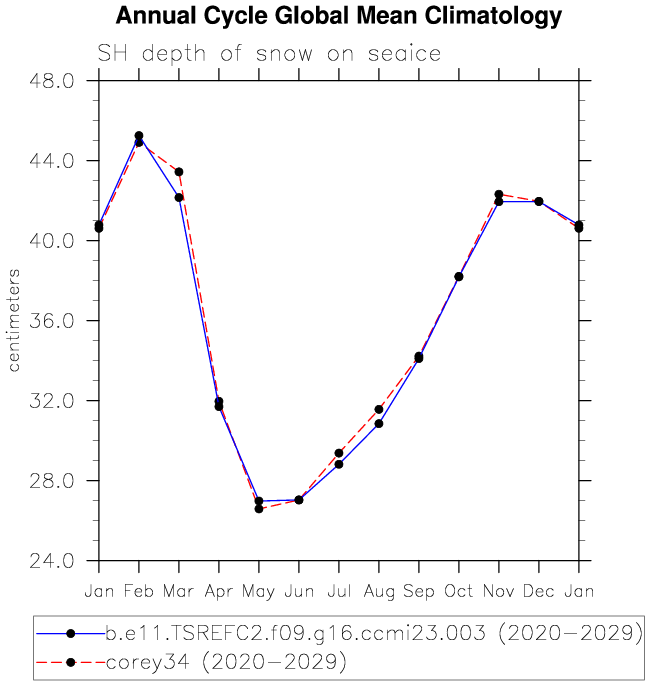 Annual Cycle Global Mean Climatology
SH depth of snow on seaice
48.0
44.0
40.0
36.0
32.0
28.0
24.0
centimeters
Jan Feb Mar Apr May Jun Jul Aug Sep Oct Nov Dec Jan
b.e11.TSREFC2.f09.g16.ccmi23.003 (2020-2029)
corey34 (2020-2029)